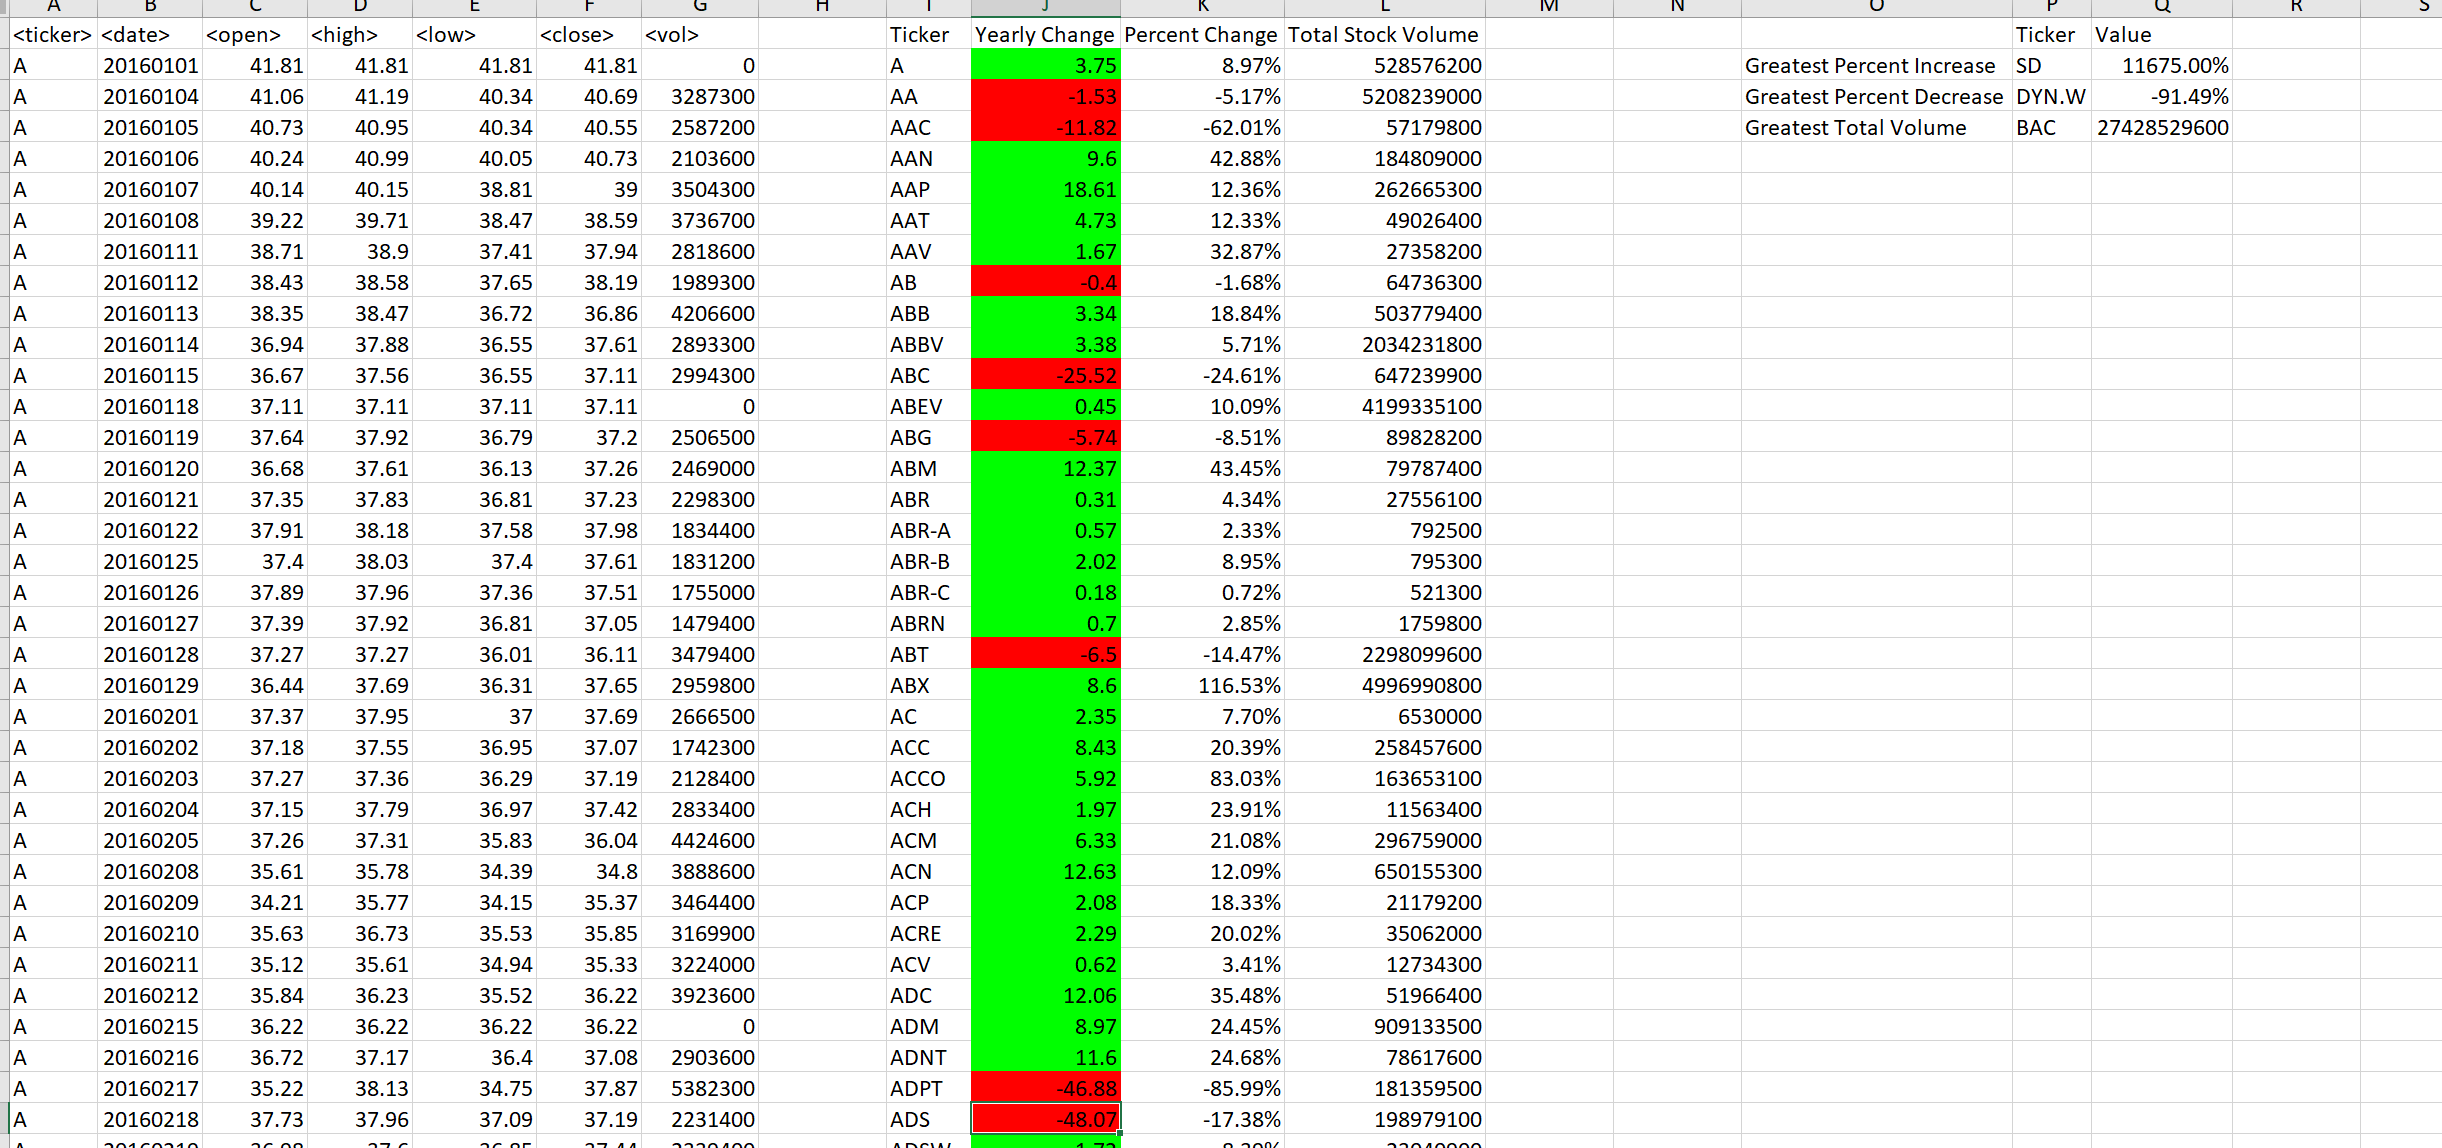 A B C D E F G H I J K L M N O P Q R S
<ticker> <date> <open> <high> <low> <close> <vol> Ticker Yearly Change Percent Change Total Stock Volume Ticker Value
A 20160101 41.81 41.81 41.81 41.81 0 A 3.75 8.97% 528576200 Greatest Percent Increase SD 11675.00%
A 20160104 41.06 41.19 40.34 40.69 3287300 AA -1.53 -5.17% 5208239000 Greatest Percent Decrease DYN.W -91.49%
A 20160105 40.73 40.95 40.34 40.55 2587200 AAC -11.82 -62.01% 57179800 Greatest Total Volume BAC 27428529600
A 20160106 40.24 40.99 40.05 40.73 2103600 AAN 9.6 42.88% 184809000
A 20160107 40.14 40.15 38.81 39 3504300 AAP 18.61 12.36% 262665300
A 20160108 39.22 39.71 38.47 38.59 3736700 AAT 4.73 12.33% 49026400
A 20160111 38.71 38.9 37.41 37.94 2818600 AAV 1.67 32.87% 27358200
A 20160112 38.43 38.58 37.65 38.19 1989300 AB -0.4 -1.68% 64736300
A 20160113 38.35 38.47 36.72 36.86 4206600 ABB 3.34 18.84% 503779400
A 20160114 36.94 37.88 36.55 37.61 2893300 ABBV 3.38 5.71% 2034231800
A 20160115 36.67 37.56 36.55 37.11 2994300 ABC -25.52 -24.61% 647239900
A 20160118 37.11 37.11 37.11 37.11 0 ABEV 0.45 10.09% 4199335100
A 20160119 37.64 37.92 36.79 37.2 2506500 ABG -5.74 -8.51% 89828200
A 20160120 36.68 37.61 36.13 37.26 2469000 ABM 12.37 43.45% 79787400
A 20160121 37.35 37.83 36.81 37.23 2298300 ABR 0.31 4.34% 27556100
A 20160122 37.91 38.18 37.58 37.98 1834400 ABR-A 0.57 2.33% 792500
A 20160125 37.4 38.03 37.4 37.61 1831200 ABR-B 2.02 8.95% 795300
A 20160126 37.89 37.96 37.36 37.51 1755000 ABR-C 0.18 0.72% 521300
A 20160127 37.39 37.92 36.81 37.05 1479400 ABRN 0.7 2.85% 1759800
A 20160128 37.27 37.27 36.01 36.11 3479400 ABT -6.5 -14.47% 2298099600
A 20160129 36.44 37.69 36.31 37.65 2959800 ABX 8.6 116.53% 4996990800
A 20160201 37.37 37.95 37 37.69 2666500 AC 2.35 7.70% 6530000
A 20160202 37.18 37.55 36.95 37.07 1742300 ACC 8.43 20.39% 258457600
A 20160203 37.27 37.36 36.29 37.19 2128400 ACCO 5.92 83.03% 163653100
A 20160204 37.15 37.79 36.97 37.42 2833400 ACH 1.97 23.91% 11563400
A 20160205 37.26 37.31 35.83 36.04 4424600 ACM 6.33 21.08% 296759000
A 20160208 35.61 35.78 34.39 34.8 3888600 ACN 12.63 12.09% 650155300
A 20160209 34.21 35.77 34.15 35.37 3464400 ACP 2.08 18.33% 21179200
A 20160210 35.63 36.73 35.53 35.85 3169900 ACRE 2.29 20.02% 35062000
A 20160211 35.12 35.61 34.94 35.33 3224000 ACV 0.62 3.41% 12734300
A 20160212 35.84 36.23 35.52 36.22 3923600 ADC 12.06 35.48% 51966400
A 20160215 36.22 36.22 36.22 36.22 0 ADM 8.97 24.45% 909133500
A 20160216 36.72 37.17 36.4 37.08 2903600 ADNT 11.6 24.68% 78617600
A 20160217 35.22 38.13 34.75 37.87 5382300 ADPT -46.88 -85.99% 181359500
A 20160218 37.73 37.96 37.09 37.19 2231400 ADS -48.07 -17.38% 198979100